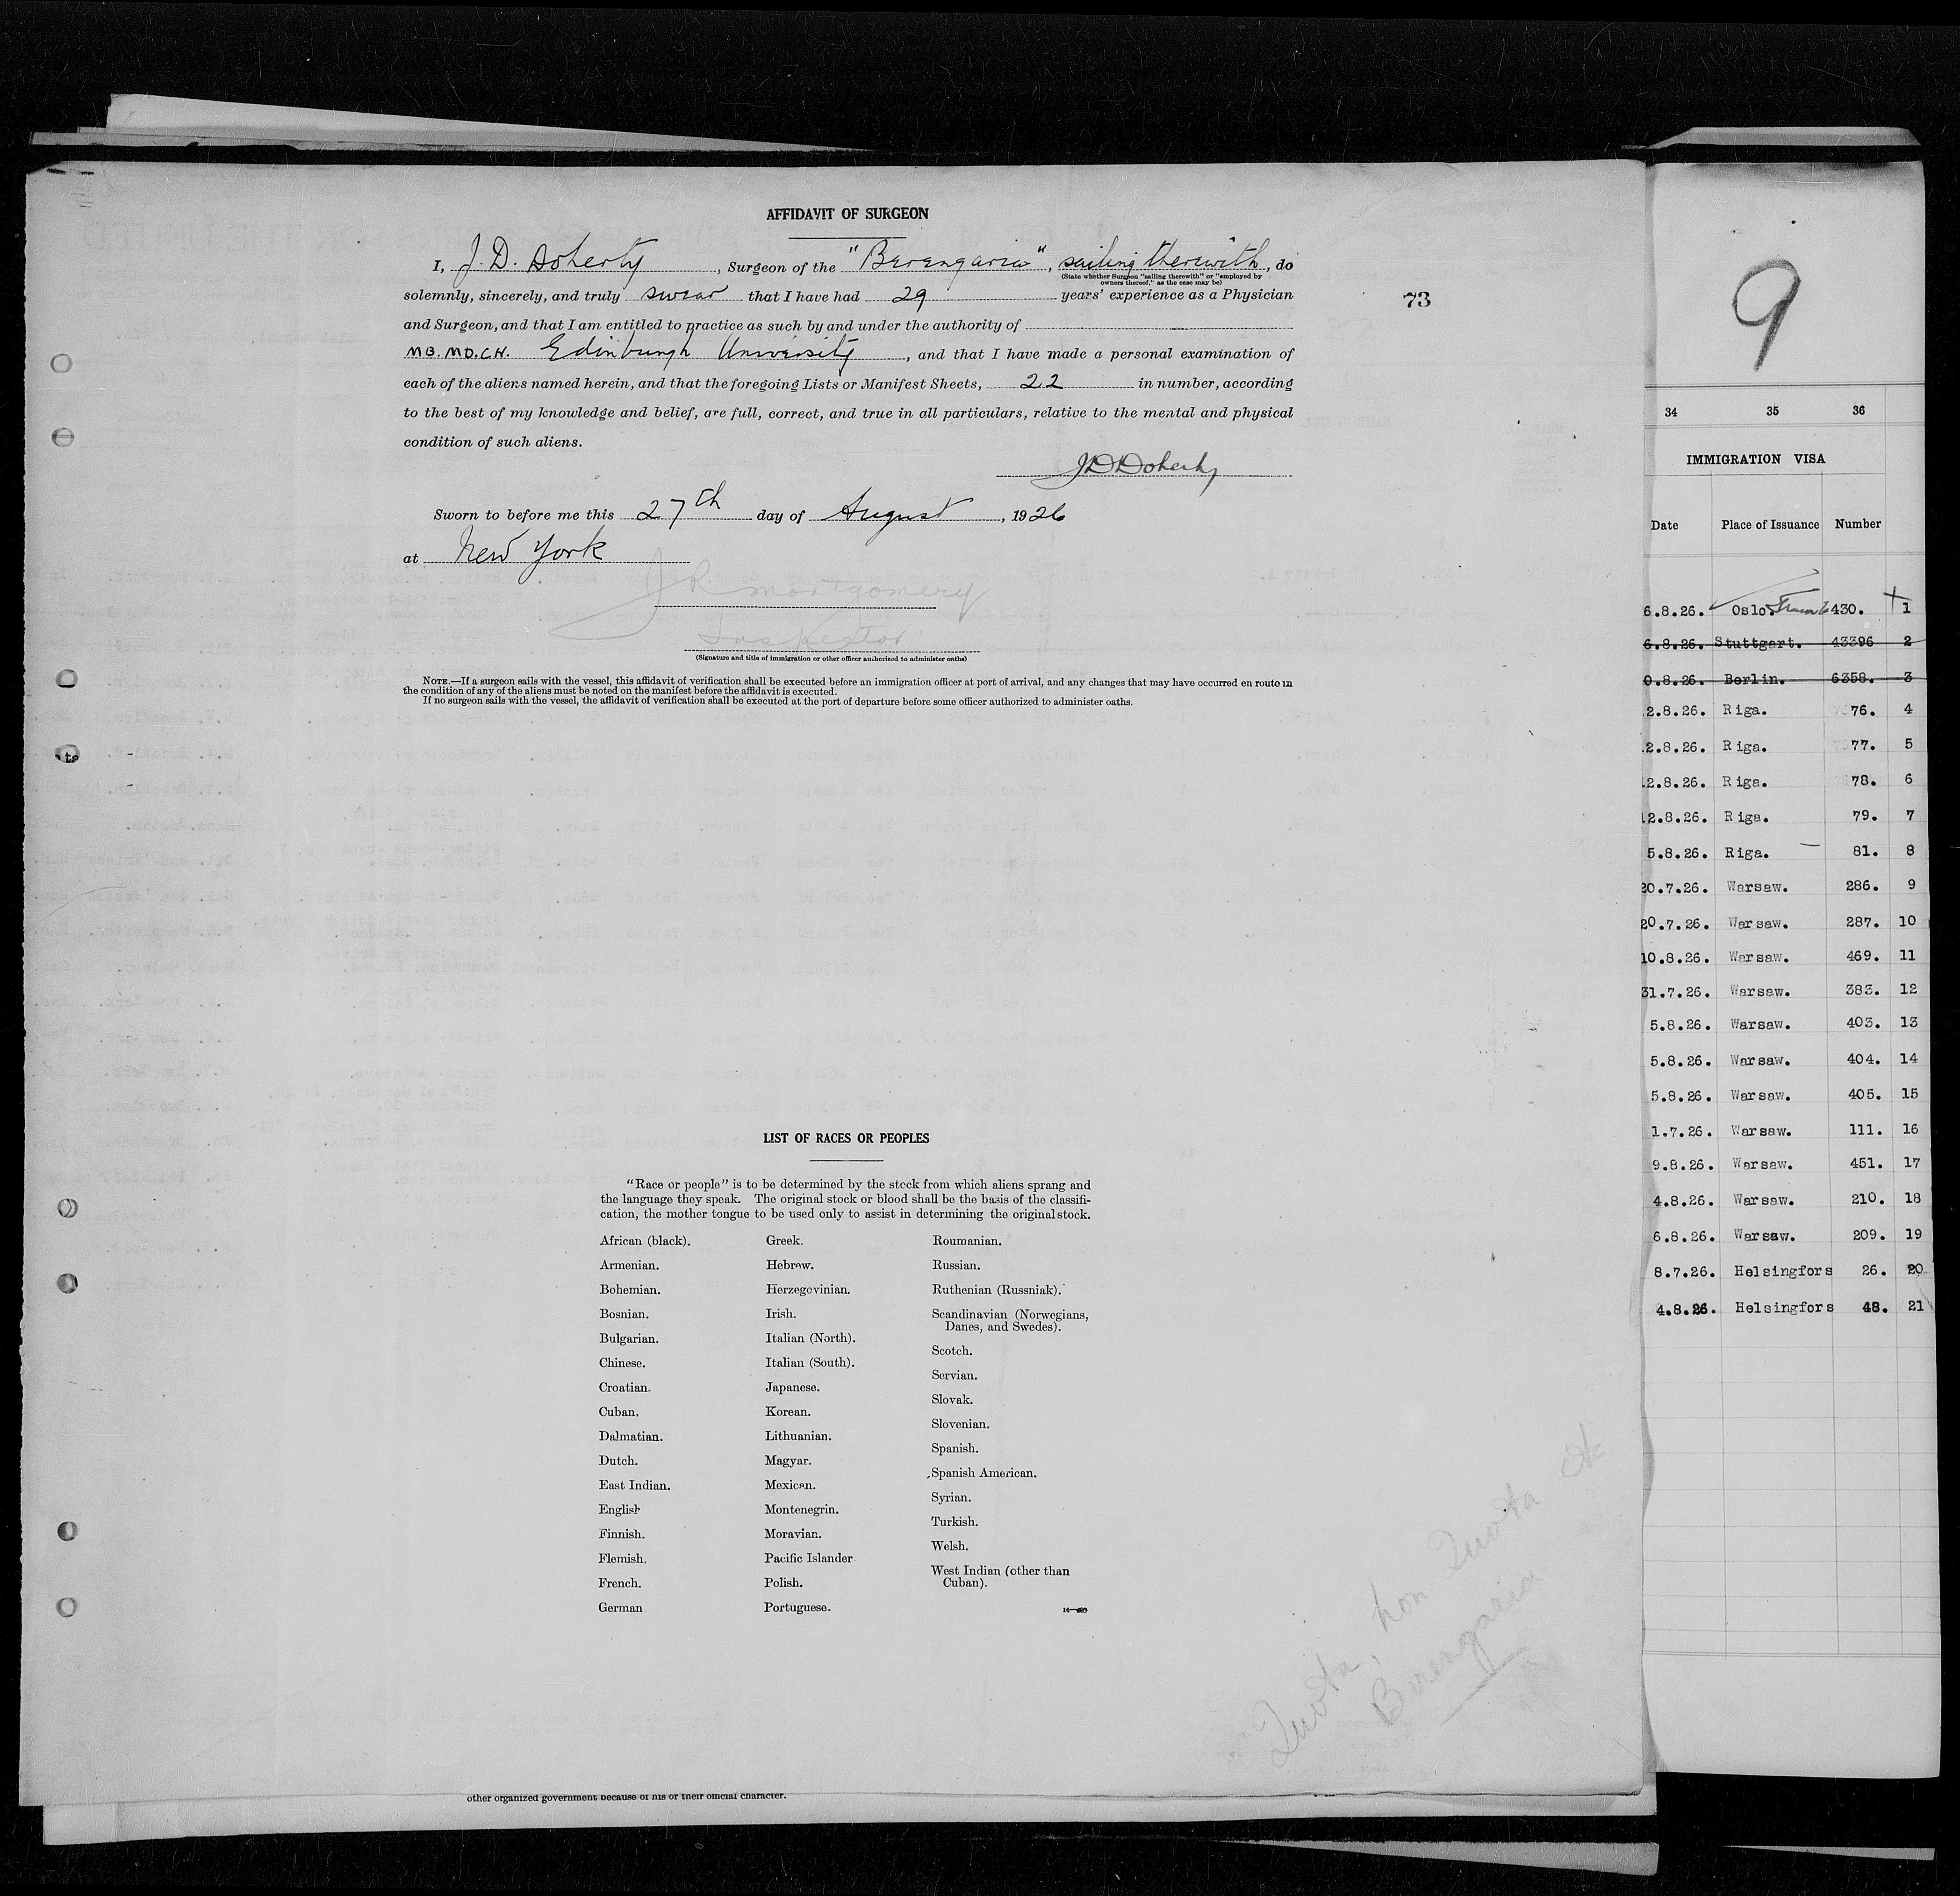 AFFIDAVIT OF SURGEON
I, J. D. Doherty, Surgeon of the "Berengaria", sailing therewith, do
(State whether Surgeon "sailing therewith" or "employed by
owners thereof," as the case may be)
solemnly, sincerely, and truly swear that I have had 29 years' experience as a Physician
and Surgeon, and that I am entitled to practice as such by and under the authority of
MB. MD. CH. Edinburgh University, and that I have made a personal examination of
each of the aliens named herein, and that the foregoing Lists or Manifest Sheets, 22 in number, according
to the best of my knowledge and belief, are full, correct, and true in all particulars, relative to the mental and physical
condition of such aliens.
JDDoherty
Sworn to before me this 27th day of August, 1926
at New York
J R Montgomery
Inspector
(Signature and title of immigration or other officer authorized to administer oaths)
NOTE.—If a surgeon sails with the vessel, this affidavit of verification shall be executed before an immigration officer at port of arrival, and any changes that may have occurred en route in
the condition of any of the aliens must be noted on the manifest before the affidavit is executed.
If no surgeon sails with the vessel, the affidavit of verification shall be executed at the port of departure before some officer authorized to administer oaths.
73
LIST OF RACES OR PEOPLES
"Race or people" is to be determined by the stock from which aliens sprang and
the language they speak. The original stock or blood shall be the basis of the classifi-
cation, the mother tongue to be used only to assist in determining the original stock.
African (black).
Armenian.
Bohemian.
Bosnian.
Bulgarian.
Chinese.
Croatian.
Cuban.
Dalmatian.
Dutch.
East Indian.
English
Finnish.
Flemish.
French.
German
Greek.
Hebrew.
Herzegovinian.
Irish.
Italian (North).
Italian (South).
Japanese.
Korean.
Lithuanian.
Magyar.
Mexican.
Montenegrin.
Moravian.
Pacific Islander
Polish.
Portuguese.
Roumanian.
Russian.
Ruthenian (Russniak).
Scandinavian (Norwegians,
Danes, and Swedes).
Scotch.
Servian.
Slovak.
Slovenian.
Spanish.
Spanish American.
Syrian.
Turkish.
Welsh.
West Indian (other than
Cuban).
Quota, non Quota
Berengaria
other organized government because of his or their official character.
9
34 35 36
IMMIGRATION VISA
Date Place of Issuance Number
6.8.26. Oslo. 430. 1
6.8.26. Stuttgart. 43396 2
0.8.26. Berlin. 6358. 3
2.8.26. Riga. 76. 4
2.8.26. Riga. 77. 5
12.8.26. Riga. 78. 6
12.8.26. Riga. 79. 7
5.8.26. Riga. 81. 8
20.7.26. Warsaw. 286. 9
20.7.26. Warsaw. 287. 10
10.8.26. Warsaw. 469. 11
31.7.26. Warsaw. 383. 12
5.8.26. Warsaw. 403. 13
5.8.26. Warsaw. 404. 14
5.8.26. Warsaw. 405. 15
1.7.26. Warsaw. 111. 16
9.8.26. Warsaw. 451. 17
4.8.26. Warsaw. 210. 18
6.8.26. Warsaw. 209. 19
8.7.26. Helsingfors 26. 20
4.8.26. Helsingfors 48. 21